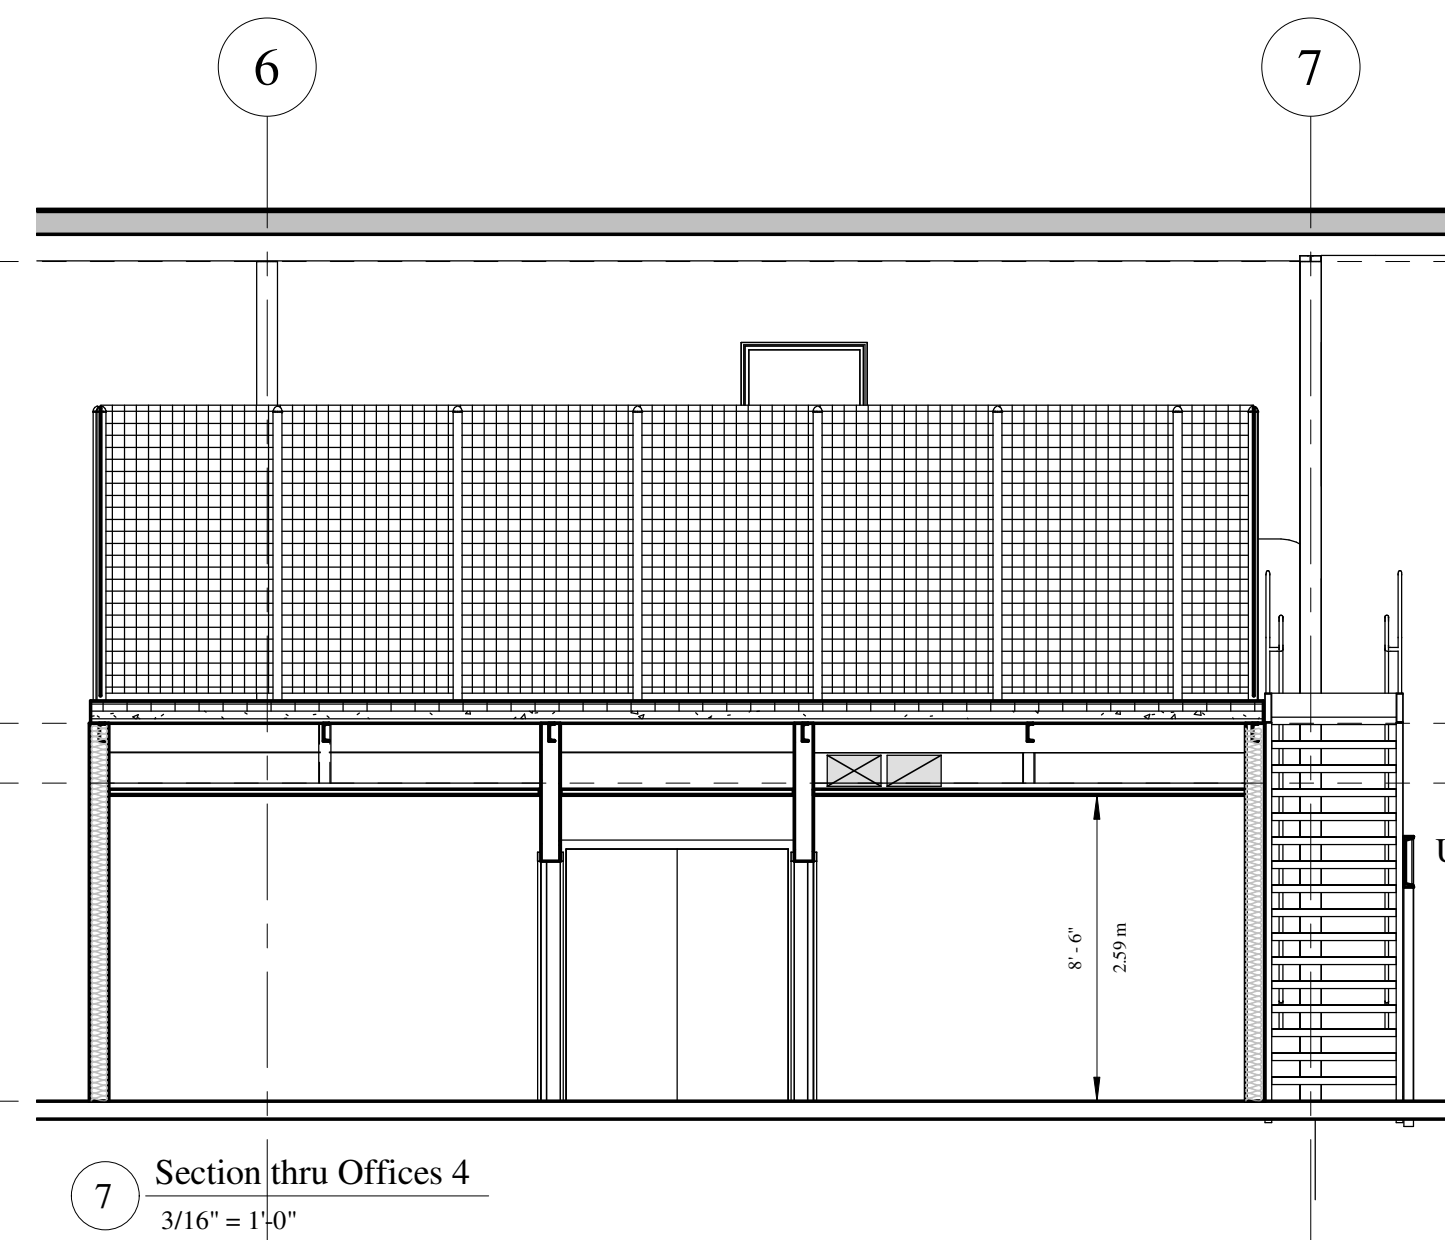 6
7
U
8' - 6"
2.59 m
7
Section thru Offices 4
3/16" = 1'-0"